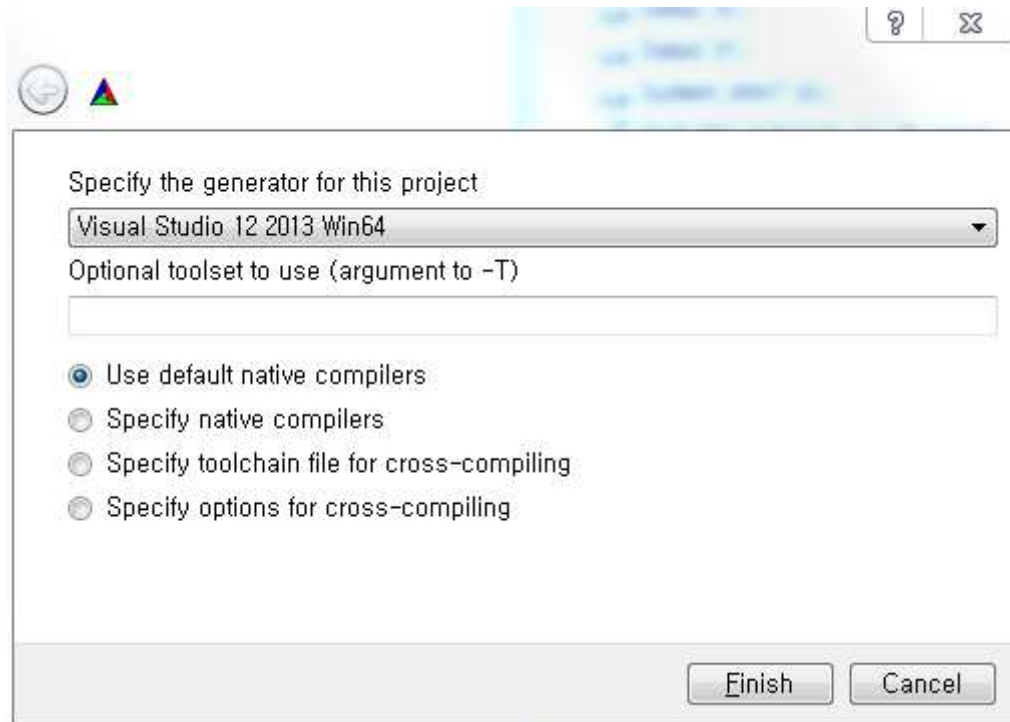 Specify the generator for this project
Visual Studio 12 2013 Win64
Optional toolset to use (argument to -T)
Use default native compilers
Specify native compilers
Specify toolchain file for cross-compiling
Specify options for cross-compiling
Finish
Cancel